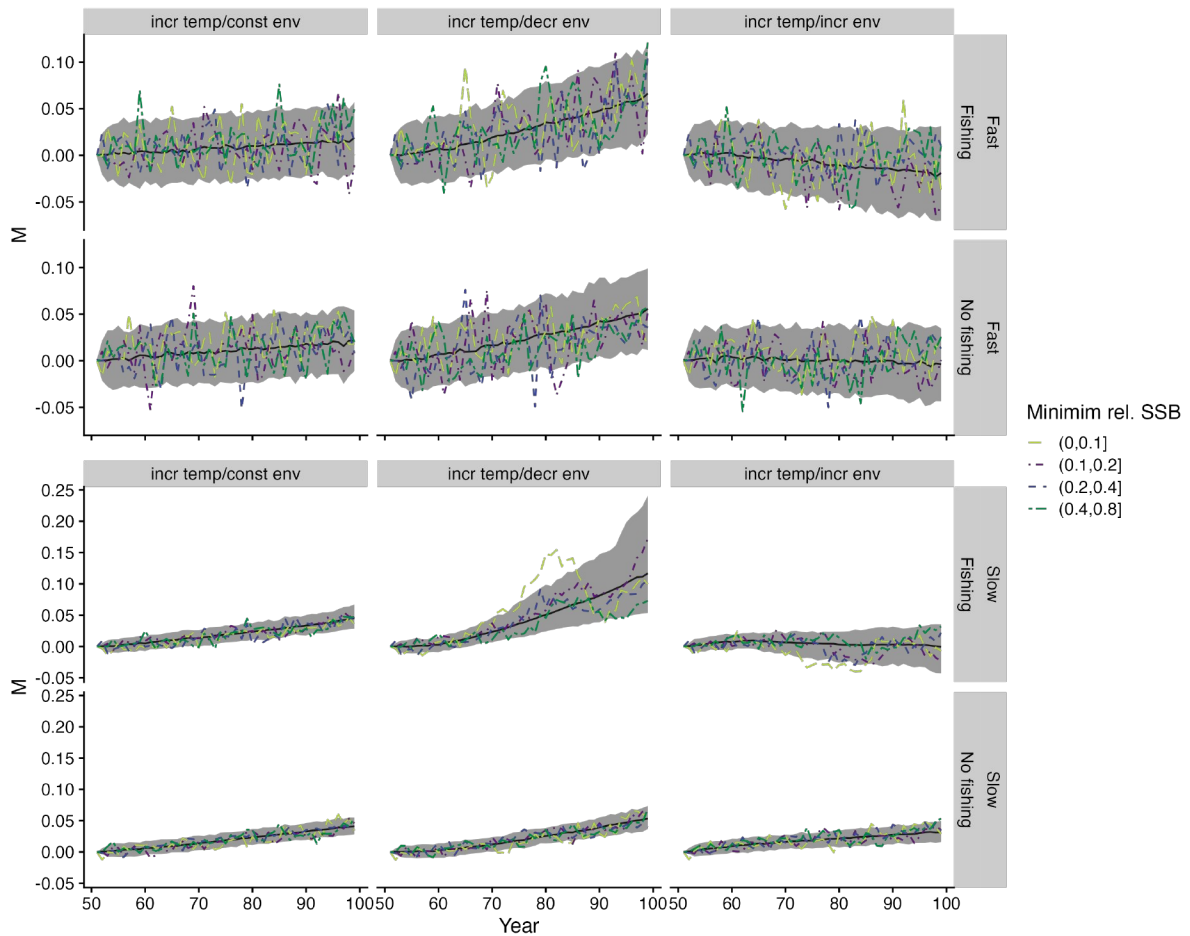 incr temp/const env
incr temp/decr env
incr temp/incr env
0.10
0.05
0.00
-0.05
Fast
Fishing
M
0.10
0.05
0.00
-0.05
Fast
No fishing
incr temp/const env
incr temp/decr env
incr temp/incr env
0.25
0.20
0.15
0.10
0.05
0.00
-0.05
Slow
Fishing
M
0.25
0.20
0.15
0.10
0.05
0.00
-0.05
Slow
No fishing
50 60 70 80 90 100
50 60 70 80 90 100
50 60 70 80 90 100
Year
Minimim rel. SSB
(0,0.1]
(0.1,0.2]
(0.2,0.4]
(0.4,0.8]